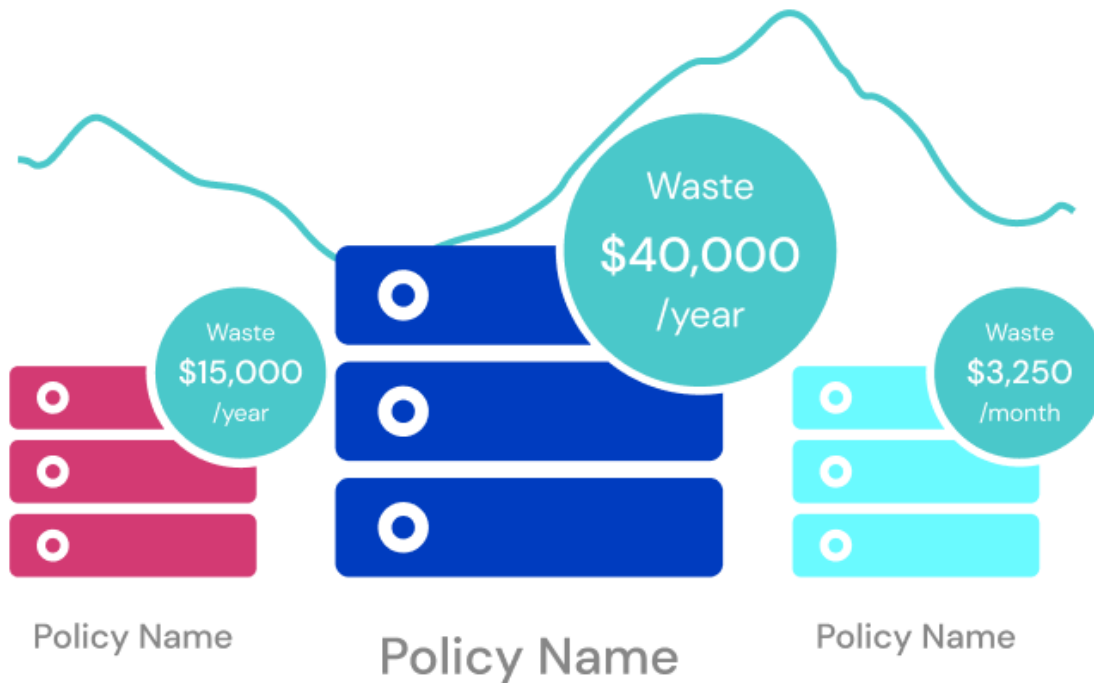 Waste
$15,000
/year
Policy Name
Waste
$40,000
/year
Policy Name
Waste
$3,250
/month
Policy Name